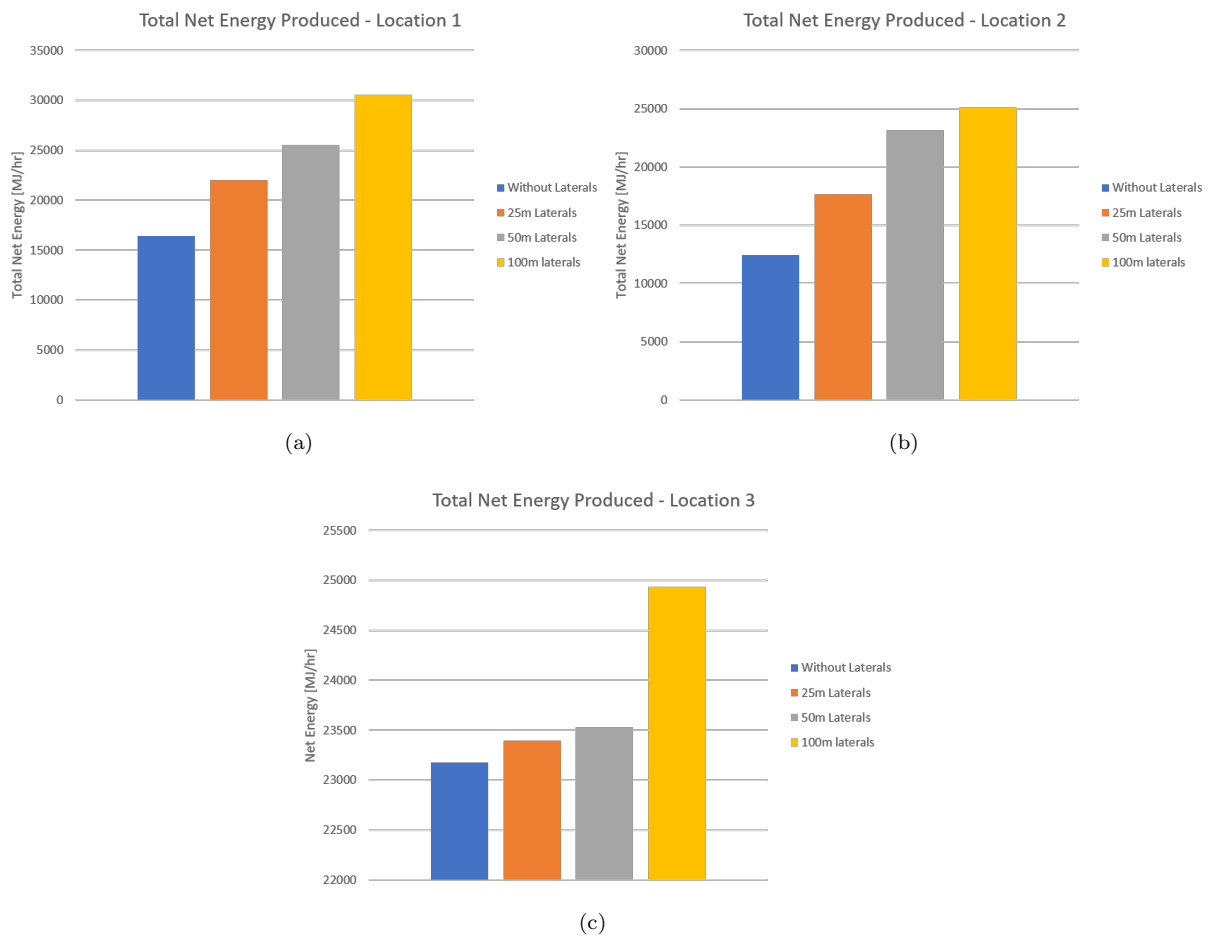 Total Net Energy Produced - Location 1
35000
30000
25000
20000
15000
10000
5000
0
Total Net Energy [MJ/hr]
Without Laterals
25m Laterals
50m Laterals
100m laterals
(a)
Total Net Energy Produced - Location 2
30000
25000
20000
15000
10000
5000
0
Total Net Energy [MJ/hr]
Without Laterals
25m Laterals
50m Laterals
100m laterals
(b)
Total Net Energy Produced - Location 3
25500
25000
24500
24000
23500
23000
22500
22000
Net Energy [MJ/hr]
Without Laterals
25m Laterals
50m Laterals
100m laterals
(c)